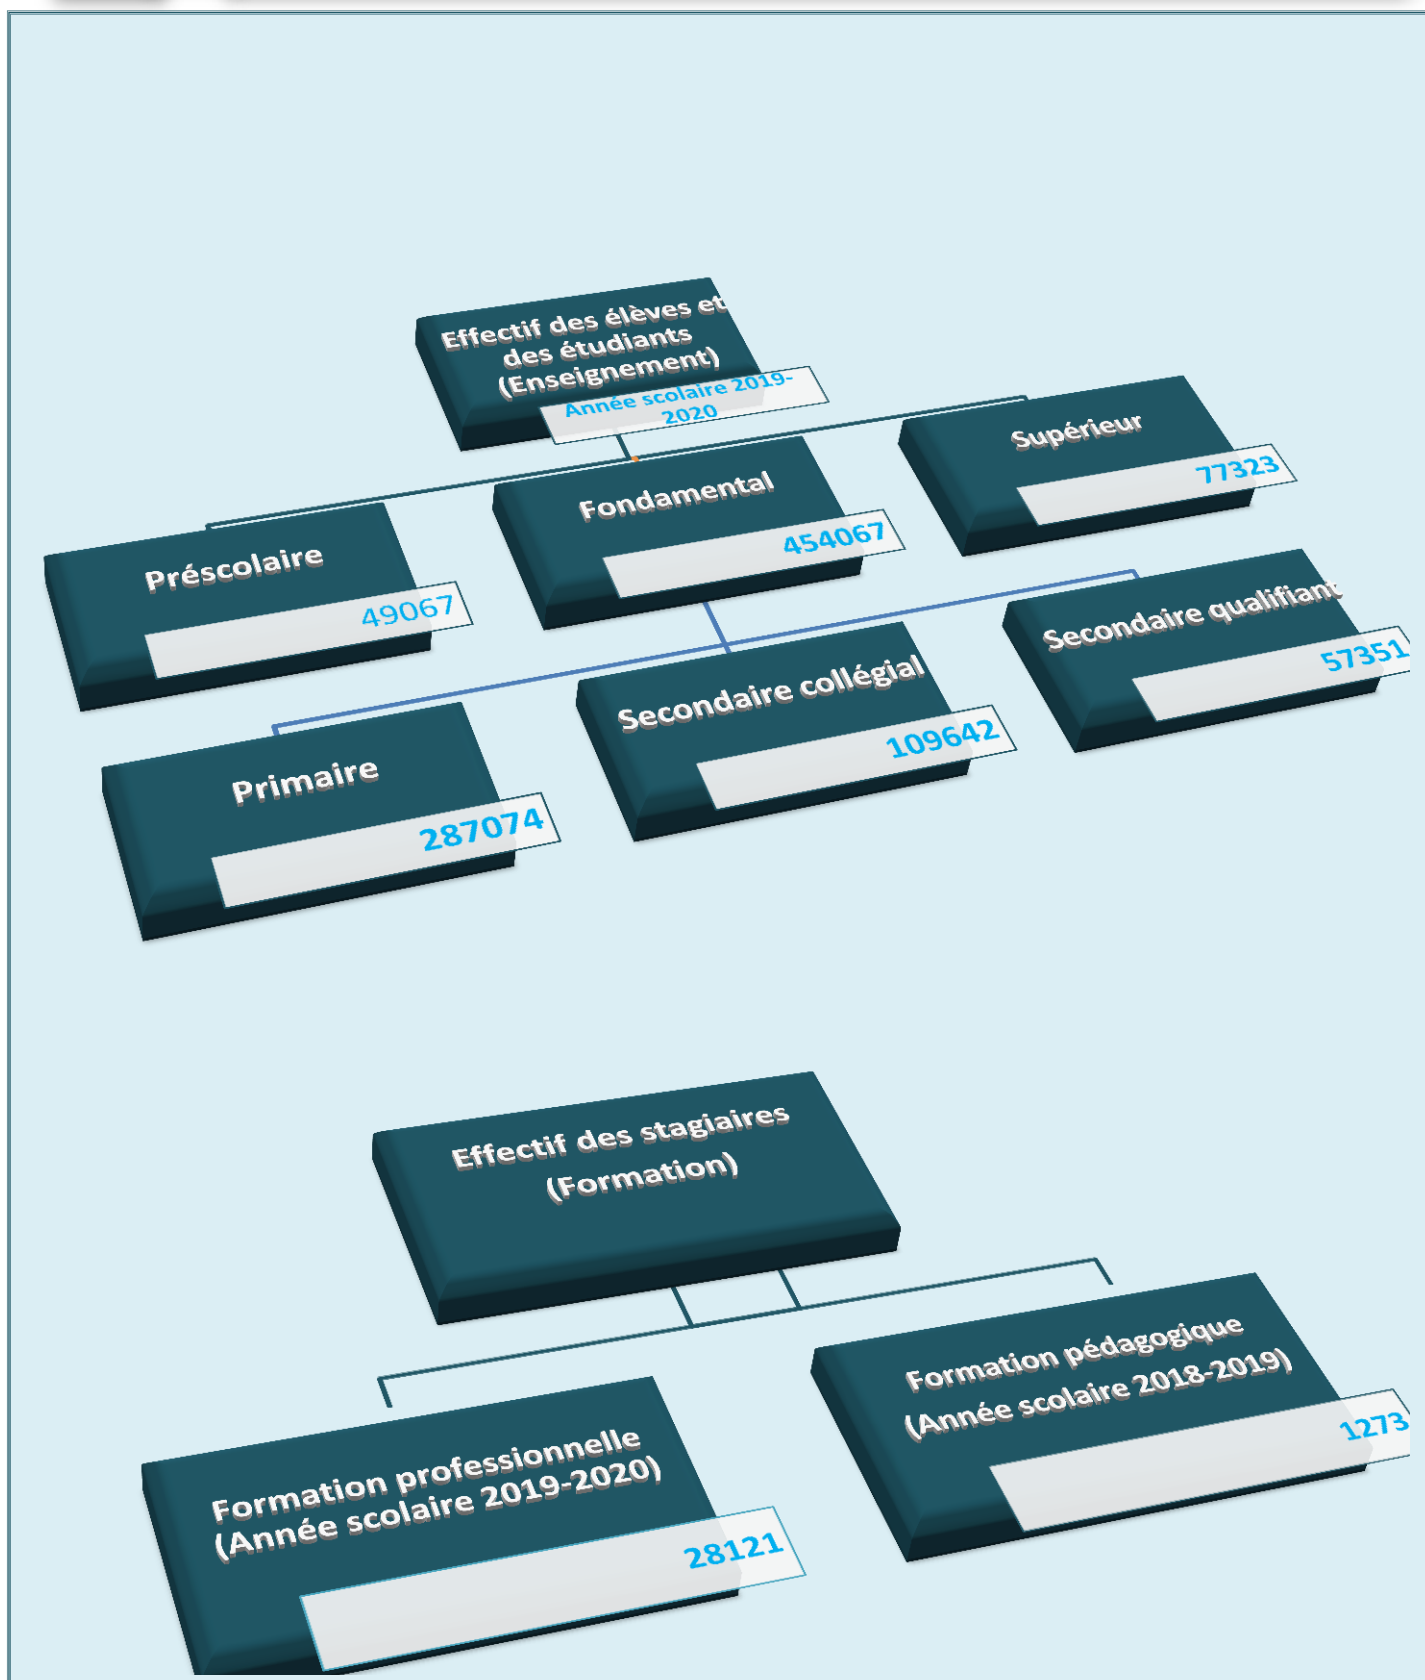 Effectif des élèves et
des étudiants
(Enseignement)
Année scolaire 2019-
2020
Préscolaire
49067
Fondamental
454067
Supérieur
77323
Primaire
287074
Secondaire collégial
109642
Secondaire qualifiant
57351
Effectif des stagiaires
(Formation)
Formation professionnelle
(Année scolaire 2019-2020)
28121
Formation pédagogique
(Année scolaire 2018-2019)
1273